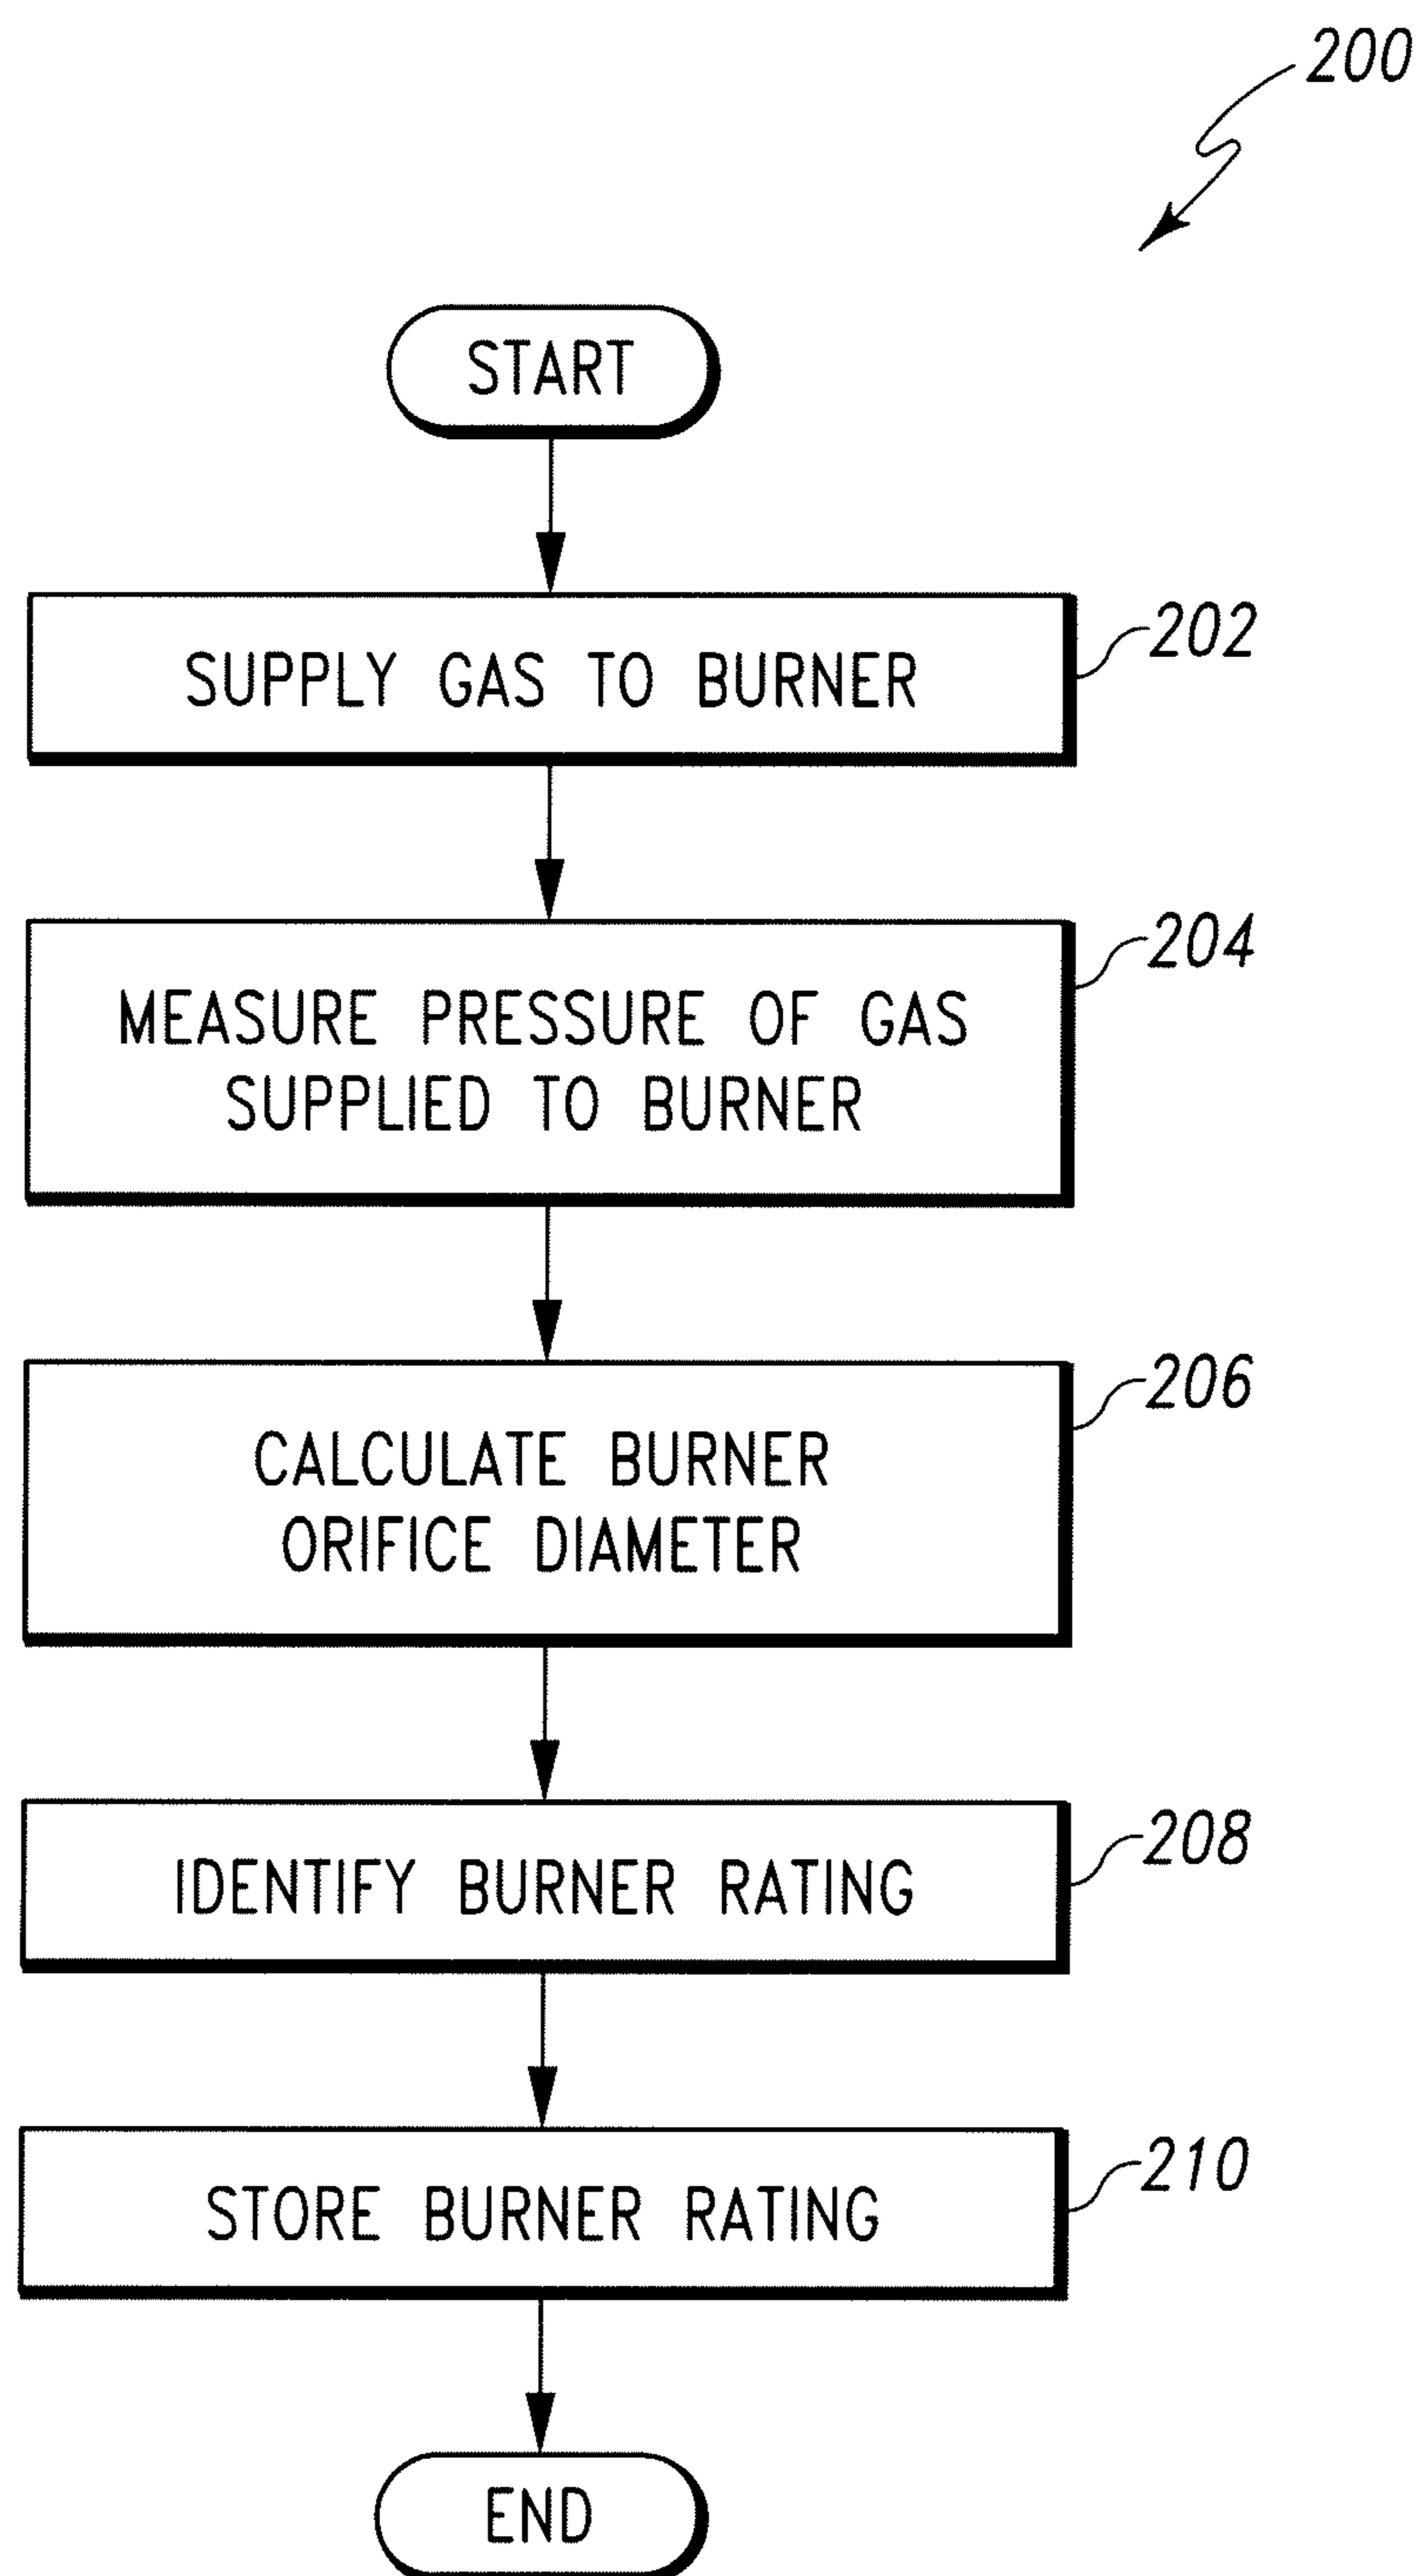 200
START
SUPPLY GAS TO BURNER
202
MEASURE PRESSURE OF GAS
SUPPLIED TO BURNER
204
CALCULATE BURNER
ORIFICE DIAMETER
206
IDENTIFY BURNER RATING
208
STORE BURNER RATING
210
END